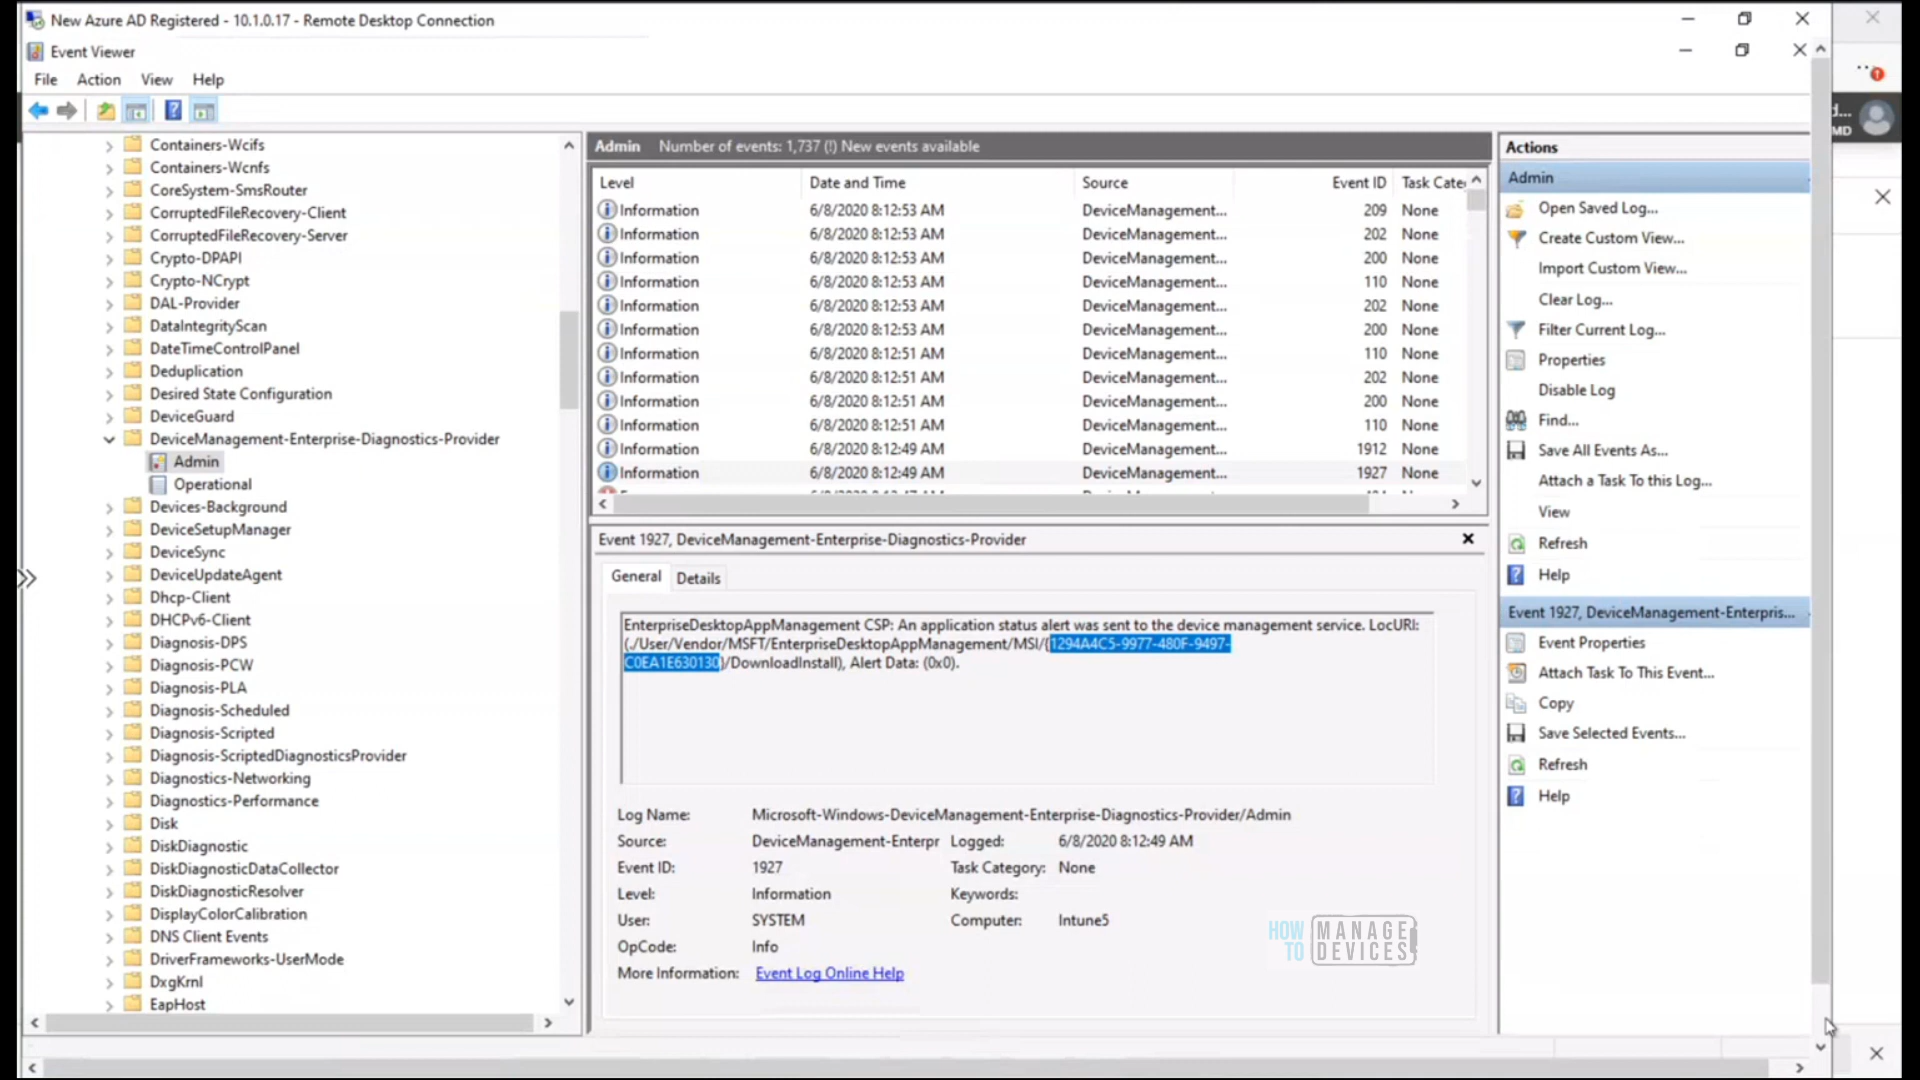 New Azure AD Registered - 10.1.0.17 - Remote Desktop Connection
Event Viewer
File Action View Help
Containers-Wcifs
Containers-Wcnfs
CoreSystem-SmsRouter
CorruptedFileRecovery-Client
CorruptedFileRecovery-Server
Crypto-DPAPI
Crypto-NCrypt
DAL-Provider
DataIntegrityScan
DateTimeControlPanel
Deduplication
Desired State Configuration
DeviceGuard
DeviceManagement-Enterprise-Diagnostics-Provider
Admin
Operational
Devices-Background
DeviceSetupManager
DeviceSync
DeviceUpdateAgent
Dhcp-Client
DHCPv6-Client
Diagnosis-DPS
Diagnosis-PCW
Diagnosis-PLA
Diagnosis-Scheduled
Diagnosis-Scripted
Diagnosis-ScriptedDiagnosticsProvider
Diagnostics-Networking
Diagnostics-Performance
Disk
DiskDiagnostic
DiskDiagnosticDataCollector
DiskDiagnosticResolver
DisplayColorCalibration
DNS Client Events
DriverFrameworks-UserMode
DxgKrnl
EapHost
Admin Number of events: 1,737 (!) New events available
Level Date and Time Source Event ID Task Cate
Information 6/8/2020 8:12:53 AM DeviceManagement... 209 None
Information 6/8/2020 8:12:53 AM DeviceManagement... 202 None
Information 6/8/2020 8:12:53 AM DeviceManagement... 200 None
Information 6/8/2020 8:12:53 AM DeviceManagement... 110 None
Information 6/8/2020 8:12:53 AM DeviceManagement... 202 None
Information 6/8/2020 8:12:53 AM DeviceManagement... 200 None
Information 6/8/2020 8:12:51 AM DeviceManagement... 110 None
Information 6/8/2020 8:12:51 AM DeviceManagement... 202 None
Information 6/8/2020 8:12:51 AM DeviceManagement... 200 None
Information 6/8/2020 8:12:51 AM DeviceManagement... 110 None
Information 6/8/2020 8:12:49 AM DeviceManagement... 1912 None
Information 6/8/2020 8:12:49 AM DeviceManagement... 1927 None
Event 1927, DeviceManagement-Enterprise-Diagnostics-Provider
General Details
EnterpriseDesktopAppManagement CSP: An application status alert was sent to the device management service. LocURI:
(./User/Vendor/MSFT/EnterpriseDesktopAppManagement/MSI/{1294A4C5-9977-480F-9497-
C0EA1E630130}/DownloadInstall), Alert Data: (0x0).
Log Name: Microsoft-Windows-DeviceManagement-Enterprise-Diagnostics-Provider/Admin
Source: DeviceManagement-Enterpr Logged: 6/8/2020 8:12:49 AM
Event ID: 1927 Task Category: None
Level: Information Keywords:
User: SYSTEM Computer: Intune5
OpCode: Info
More Information: Event Log Online Help
HOW TO
MANAGE DEVICES
Actions
Admin
Open Saved Log...
Create Custom View...
Import Custom View...
Clear Log...
Filter Current Log...
Properties
Disable Log
Find...
Save All Events As...
Attach a Task To this Log...
View
Refresh
Help
Event 1927, DeviceManagement-Enterpris...
Event Properties
Attach Task To This Event...
Copy
Save Selected Events...
Refresh
Help
d...
MD